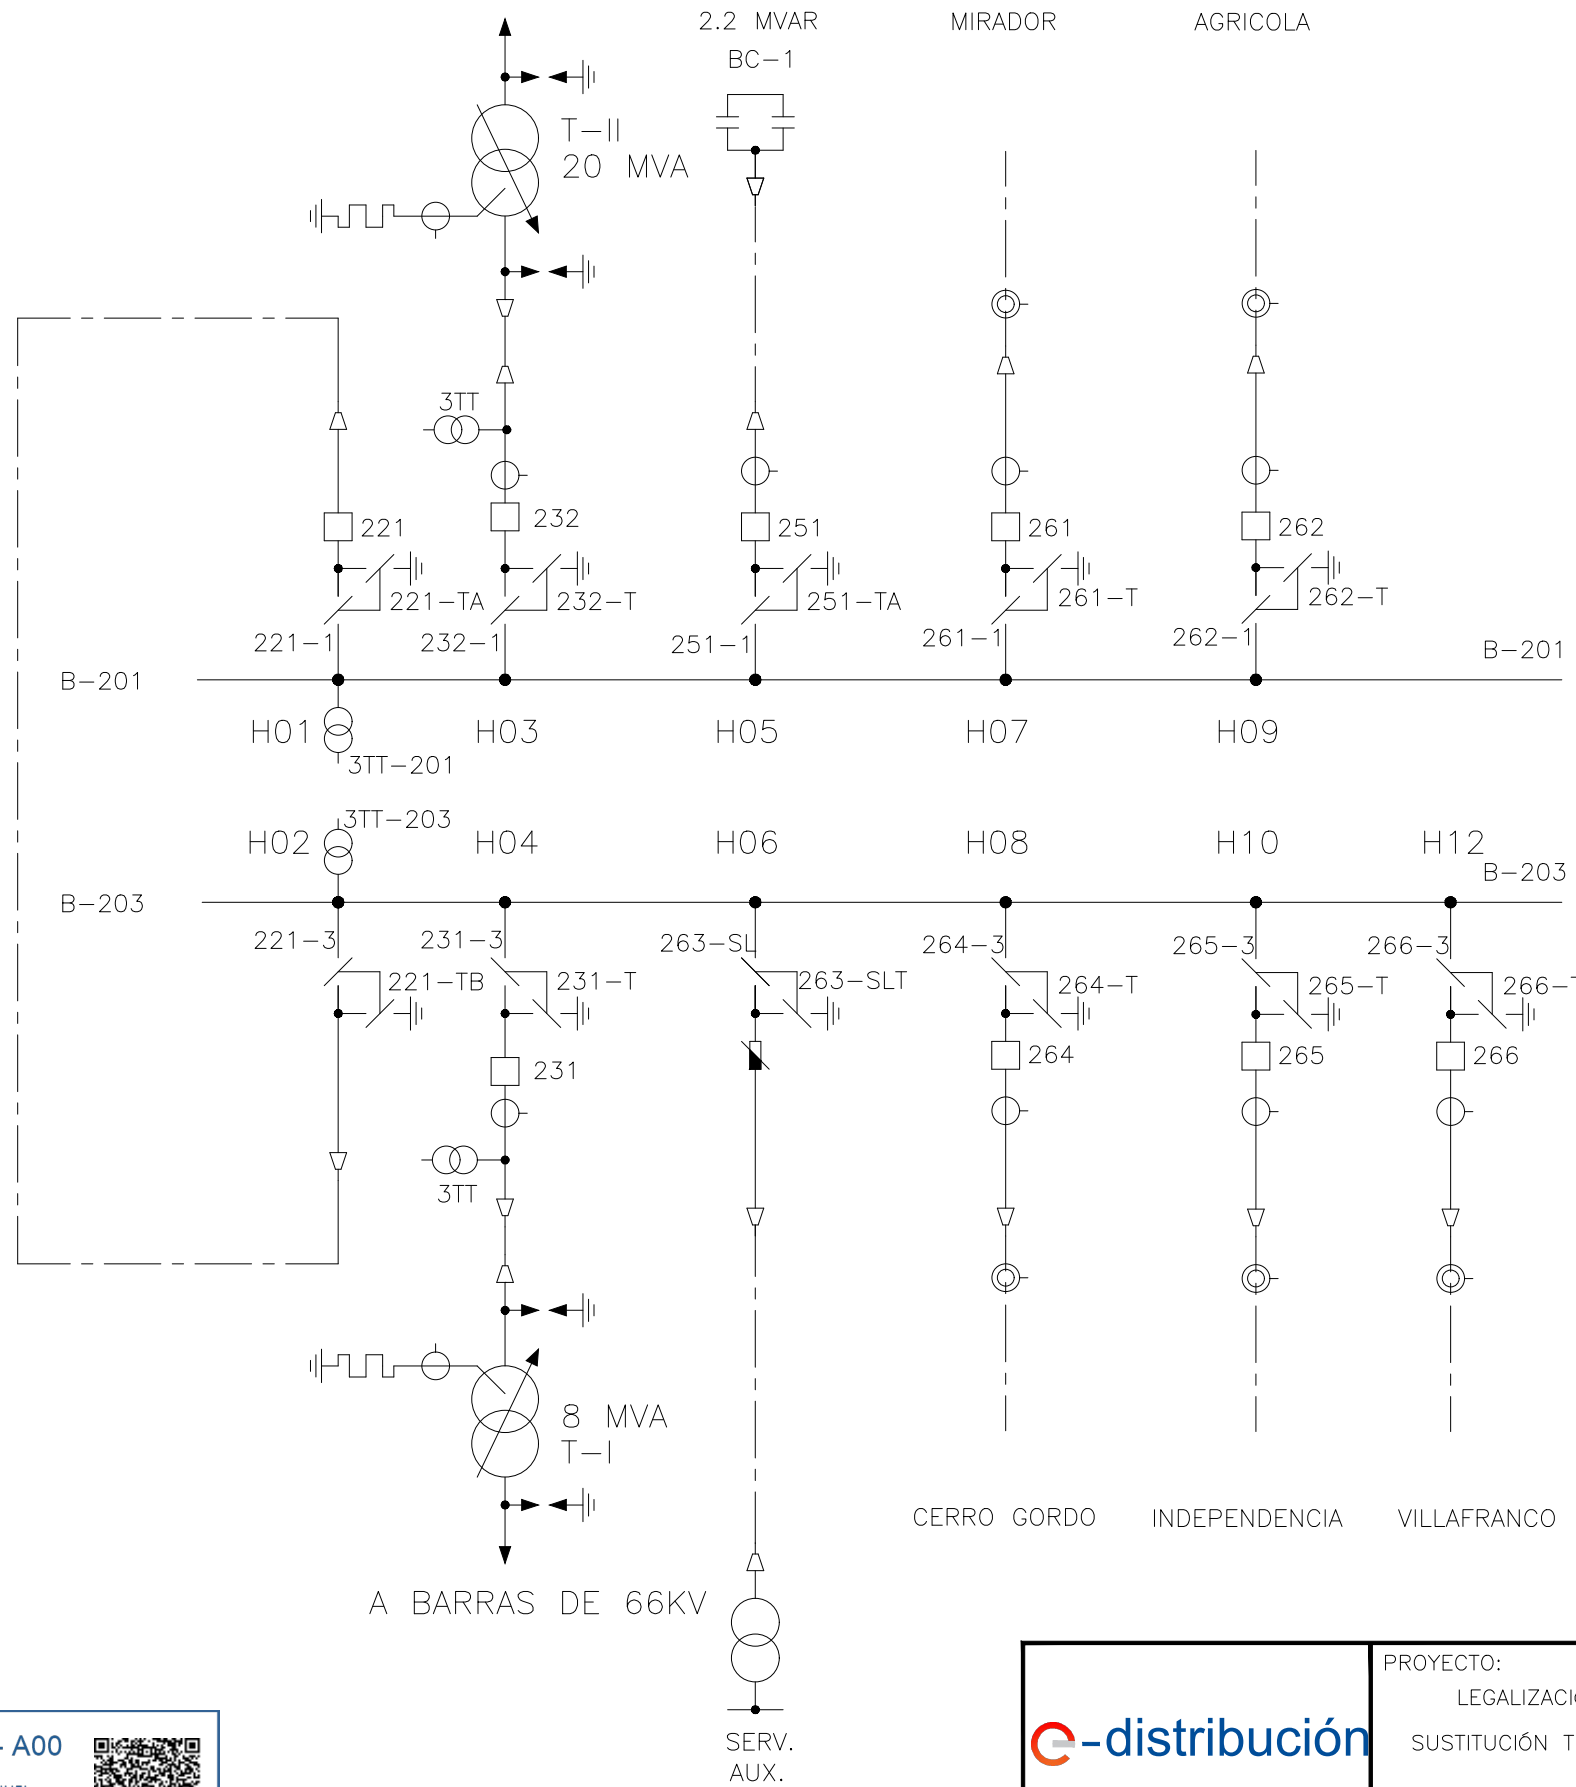 2.2 MVAR
BC-1
MIRADOR
AGRICOLA
T-II
20 MVA
3TT
221
232
251
261
262
221-TA
232-T
251-TA
261-T
262-T
221-1
232-1
251-1
261-1
262-1
B-201
B-201
H01
H03
H05
H07
H09
3TT-201
3TT-203
H02
H04
H06
H08
H10
H12
B-203
B-203
221-3
231-3
263-SL
264-3
265-3
266-3
221-TB
231-T
263-SLT
264-T
265-T
266-T
231
264
265
266
3TT
8 MVA
T-I
CERRO GORDO
INDEPENDENCIA
VILLAFRANCO
A BARRAS DE 66KV
SERV.
AUX.
PROYECTO:
LEGALIZACI
SUSTITUCIÓN T
e-distribución
- A00